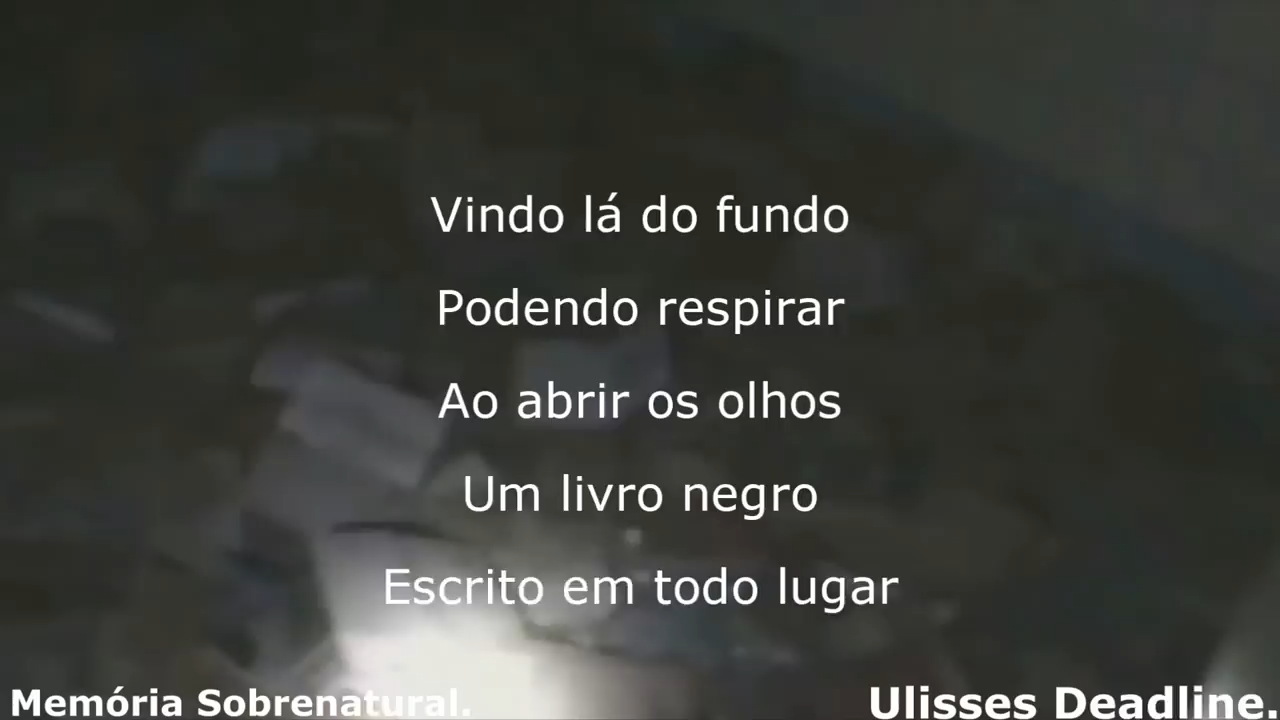 Vindo lá do fundo
Podendo respirar
Ao abrir os olhos
Um livro negro
Escrito em todo lugar
Memória Sobrenatural.
Ulisses Deadline.